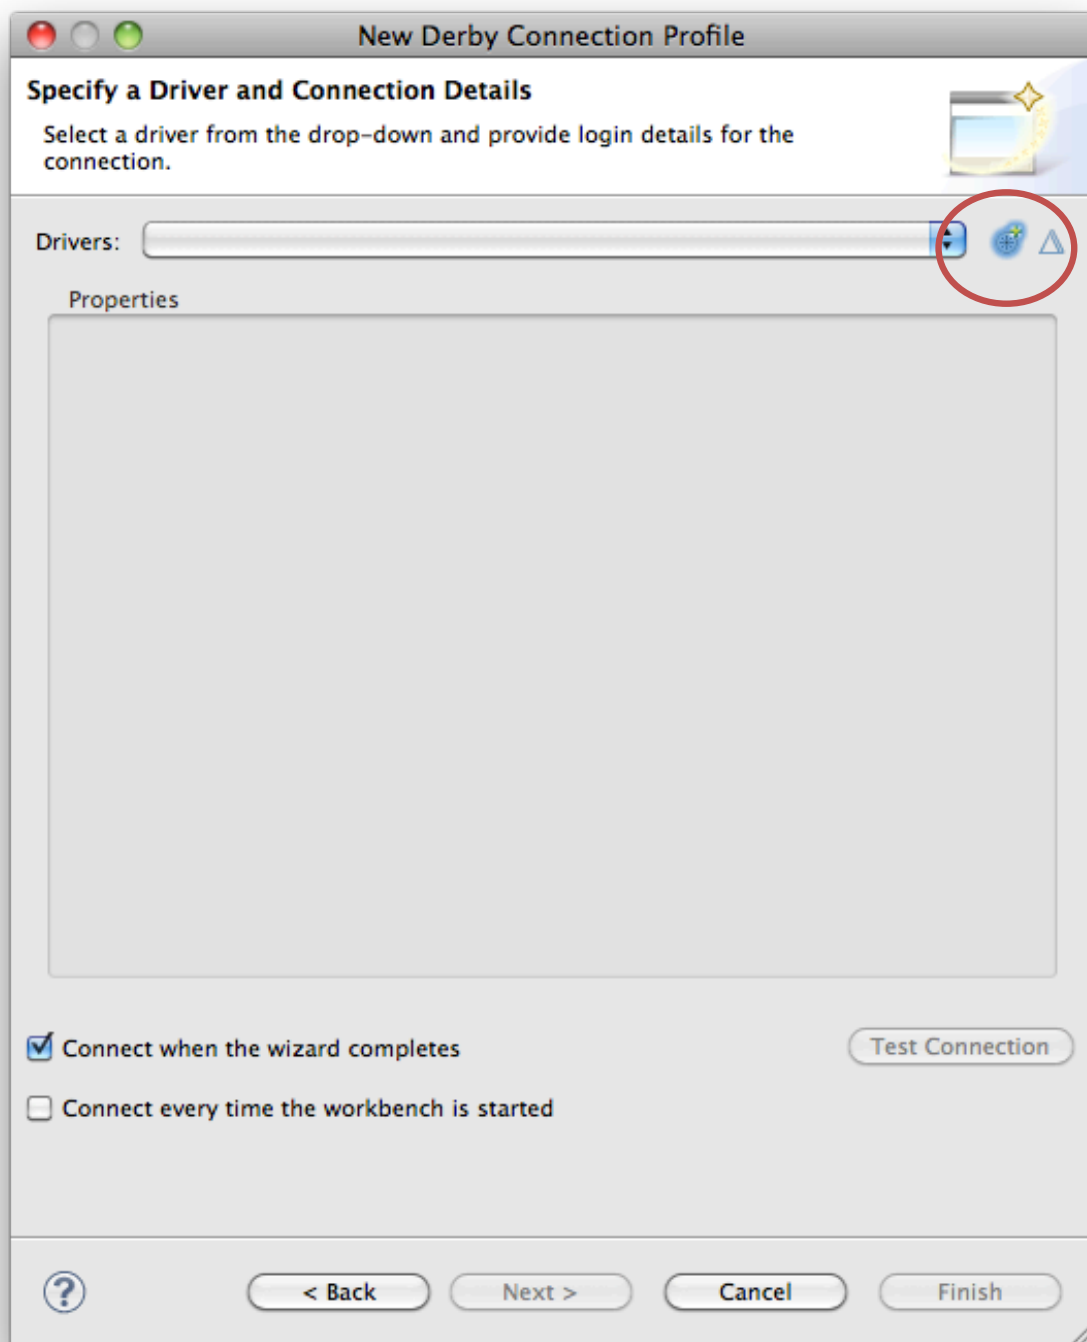 New Derby Connection Profile
Specify a Driver and Connection Details
Select a driver from the drop-down and provide login details for the
connection.
Drivers:
Properties
Connect when the wizard completes
Test Connection
Connect every time the workbench is started
?
< Back
Next >
Cancel
Finish